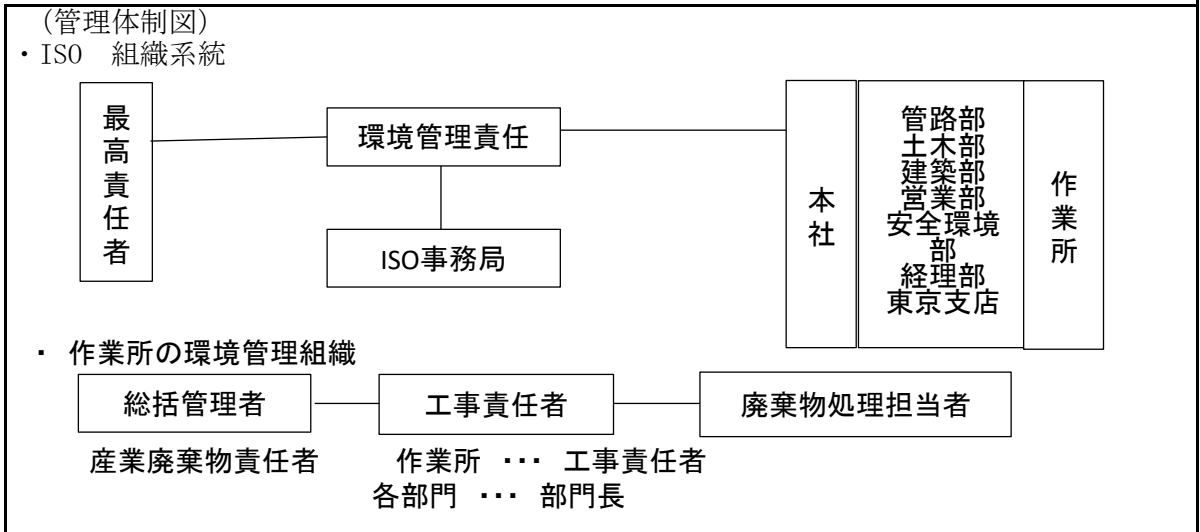 （管理体制図）
・ISO　組織系統
最高責任者
環境管理責任
ISO事務局
本社
管路部
土木部
建築部
営業部
安全環境
部
経理部
東京支店
作業所
・ 作業所の環境管理組織
総括管理者
工事責任者
廃棄物処理担当者
産業廃棄物責任者
作業所 ・・・ 工事責任者
各部門 ・・・ 部門長